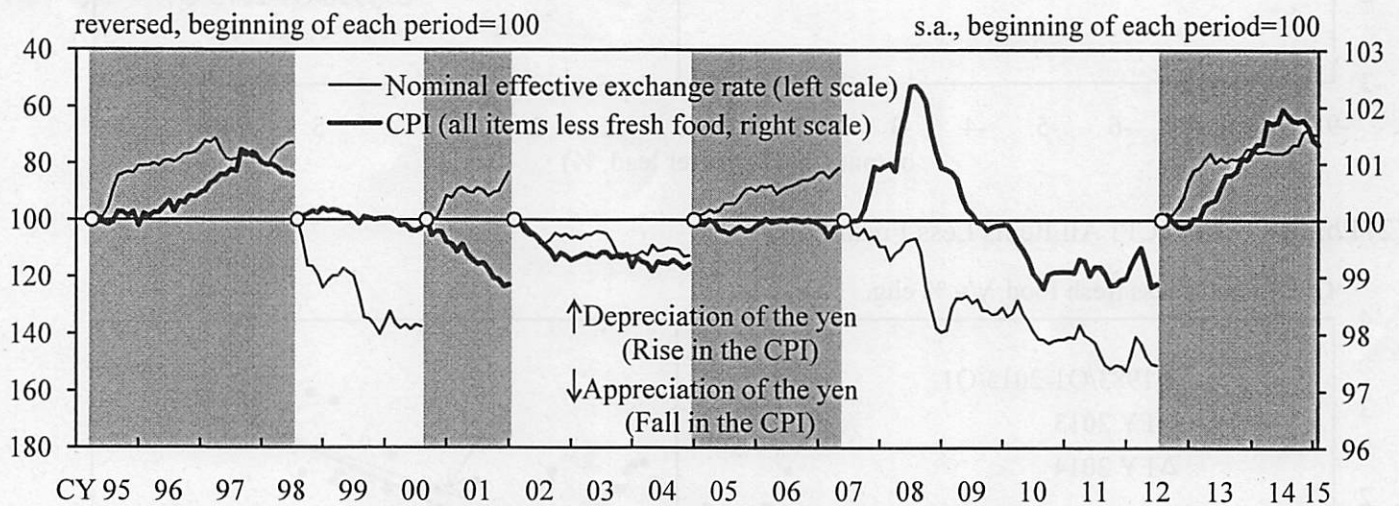 reversed, beginning of each period=100
s.a., beginning of each period=100
40
60
80
100
120
140
160
180
103
102
101
100
99
98
97
96
Nominal effective exchange rate (left scale)
CPI (all items less fresh food, right scale)
↑Depreciation of the yen
(Rise in the CPI)
↓Appreciation of the yen
(Fall in the CPI)
CY 95 96 97 98 99 00 01 02 03 04 05 06 07 08 09 10 11 12 13 14 15